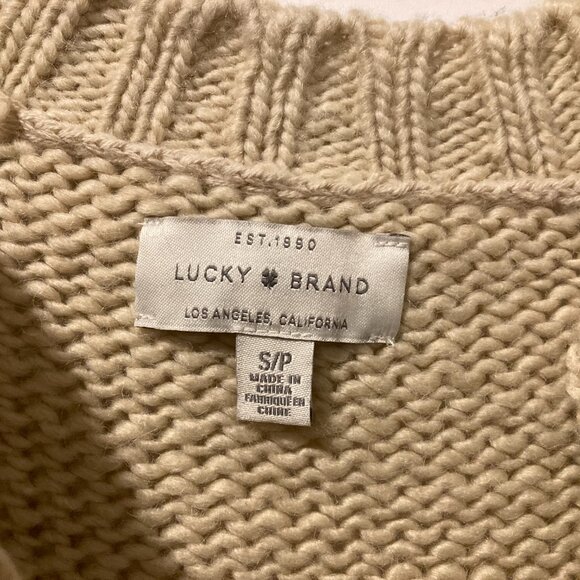 EST.1990
LUCKY BRAND
LOS ANGELES, CALIFORNIA
S/P
MADE IN
CHINA
FABRIQUÉ EN
CHINE